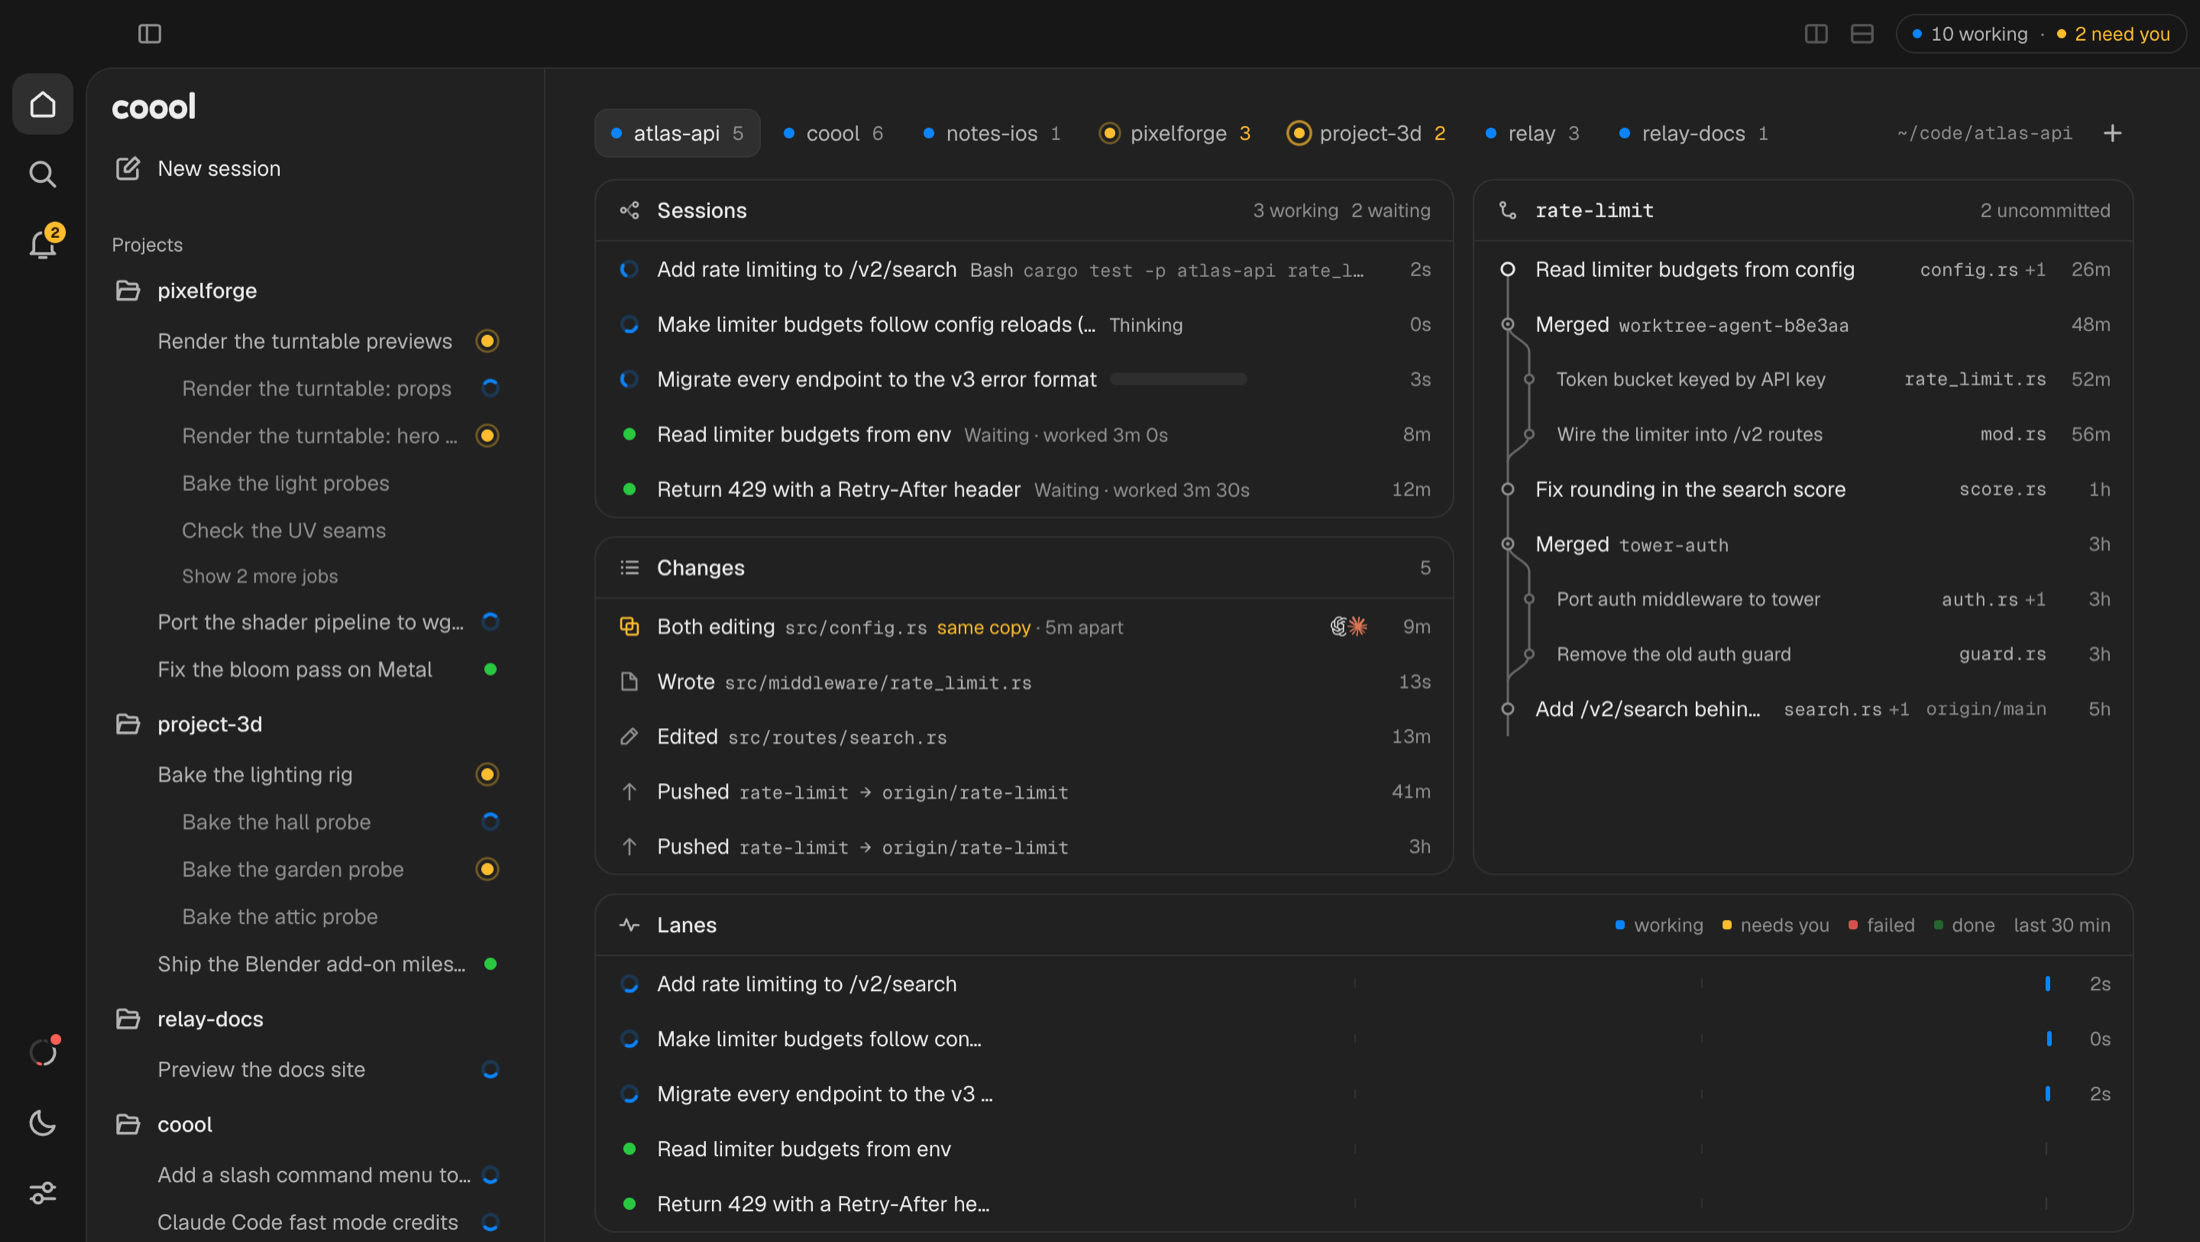 10 working · 2 need you
2
coool
New session
Projects
pixelforge
Render the turntable previews
Render the turntable: props
Render the turntable: hero ...
Bake the light probes
Check the UV seams
Show 2 more jobs
Port the shader pipeline to wg...
Fix the bloom pass on Metal
project-3d
Bake the lighting rig
Bake the hall probe
Bake the garden probe
Bake the attic probe
Ship the Blender add-on miles...
relay-docs
Preview the docs site
coool
Add a slash command menu to...
Claude Code fast mode credits
atlas-api 5 coool 6 notes-ios 1 pixelforge 3 project-3d 2 relay 3 relay-docs 1 ~/code/atlas-api
Sessions 3 working 2 waiting
Add rate limiting to /v2/search Bash cargo test -p atlas-api rate_l... 2s
Make limiter budgets follow config reloads (... Thinking 0s
Migrate every endpoint to the v3 error format 3s
Read limiter budgets from env Waiting · worked 3m 0s 8m
Return 429 with a Retry-After header Waiting · worked 3m 30s 12m
Changes 5
Both editing src/config.rs same copy · 5m apart 9m
Wrote src/middleware/rate_limit.rs 13s
Edited src/routes/search.rs 13m
Pushed rate-limit → origin/rate-limit 41m
Pushed rate-limit → origin/rate-limit 3h
rate-limit 2 uncommitted
Read limiter budgets from config config.rs +1 26m
Merged worktree-agent-b8e3aa 48m
Token bucket keyed by API key rate_limit.rs 52m
Wire the limiter into /v2 routes mod.rs 56m
Fix rounding in the search score score.rs 1h
Merged tower-auth 3h
Port auth middleware to tower auth.rs +1 3h
Remove the old auth guard guard.rs 3h
Add /v2/search behin... search.rs +1 origin/main 5h
Lanes working needs you failed done last 30 min
Add rate limiting to /v2/search 2s
Make limiter budgets follow con... 0s
Migrate every endpoint to the v3 ... 2s
Read limiter budgets from env
Return 429 with a Retry-After he...